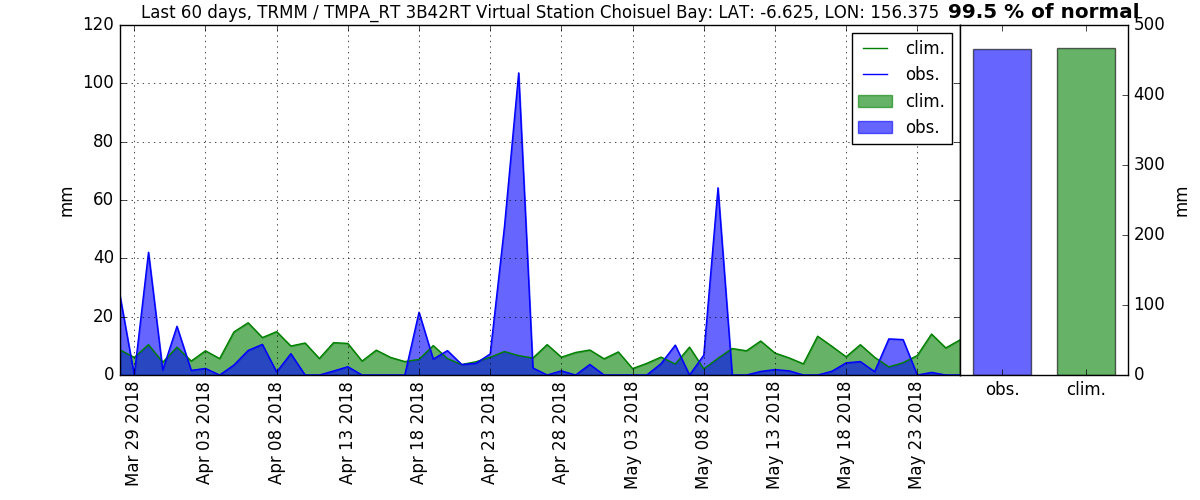 Last 60 days, TRMM / TMPA_RT 3B42RT Virtual Station Choisuel Bay: LAT: -6.625, LON: 156.375
99.5 % of normal
120
100
80
60
40
20
0
mm
clim.
obs.
clim.
obs.
Mar 29 2018
Apr 03 2018
Apr 08 2018
Apr 13 2018
Apr 18 2018
Apr 23 2018
Apr 28 2018
May 03 2018
May 08 2018
May 13 2018
May 18 2018
May 23 2018
500
400
300
200
100
0
mm
obs.
clim.